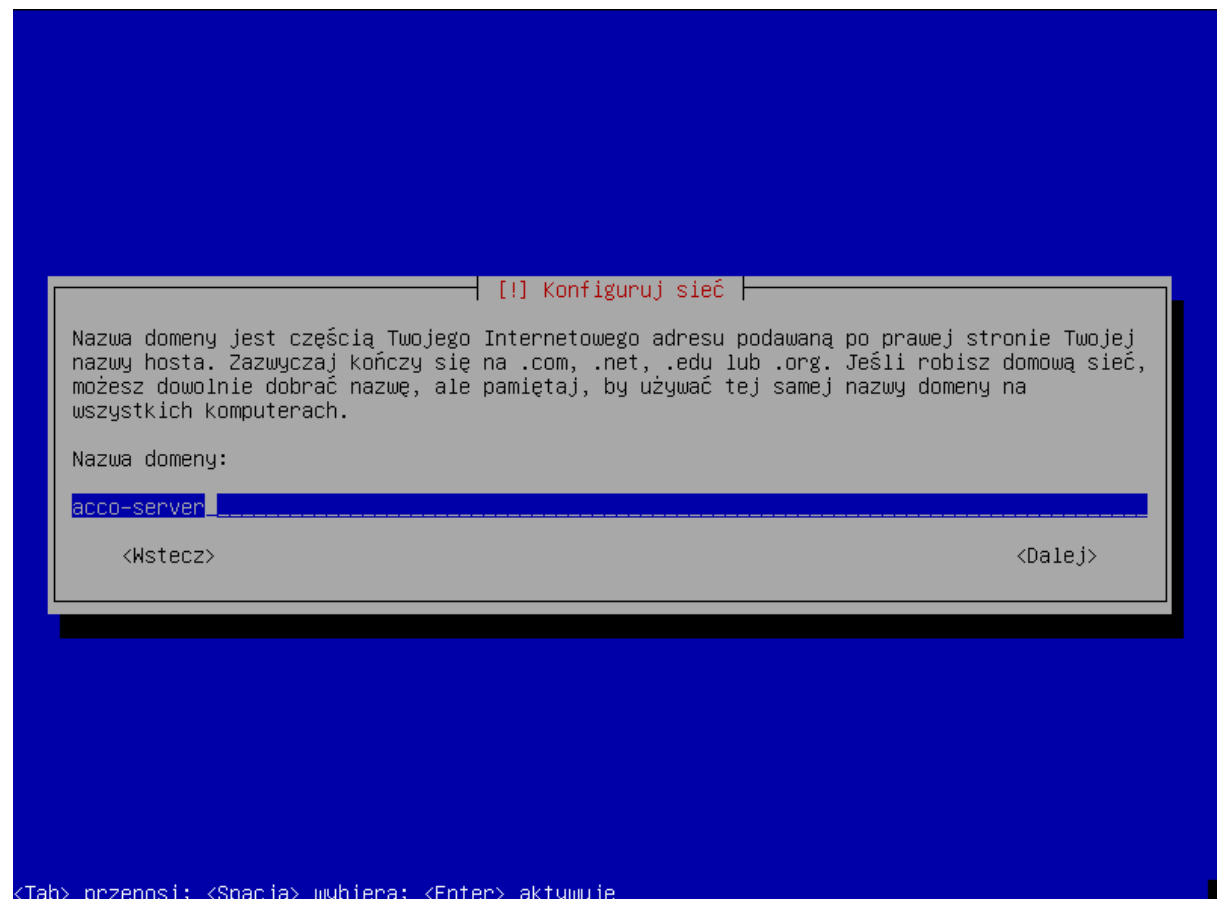 [!] Konfiguruj sieć
Nazwa domeny jest częścią Twojego Internetowego adresu podawaną po prawej stronie Twojej
nazwy hosta. Zazwyczaj kończy się na .com, .net, .edu lub .org. Jeśli robisz domową sieć,
możesz dowolnie dobrać nazwę, ale pamiętaj, by używać tej samej nazwy domeny na
wszystkich komputerach.
Nazwa domeny:
acco-server
<Wstecz> <Dalej>
<Tab> przenosi; <Spacja> wybiera; <Enter> aktywuje